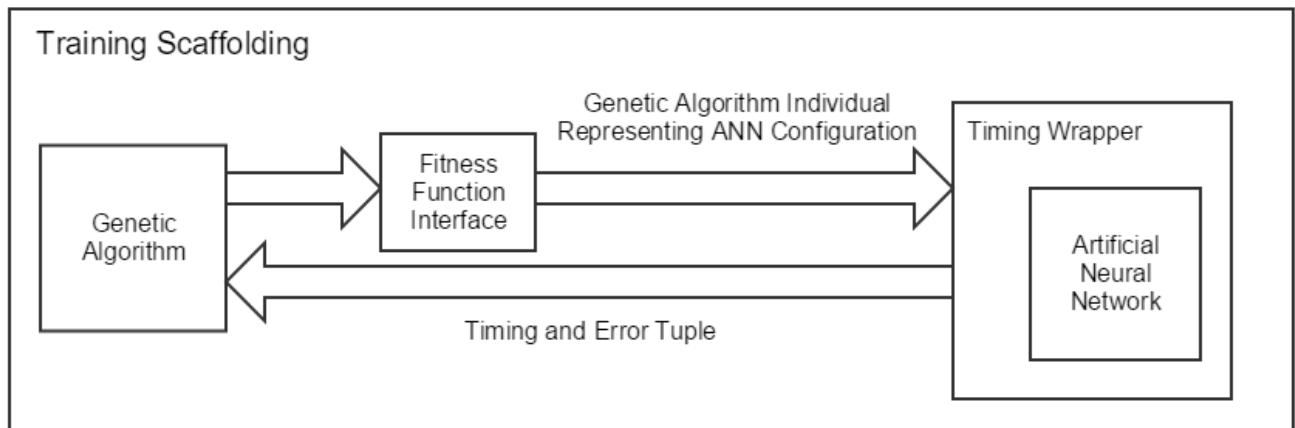 Training Scaffolding
Genetic Algorithm Individual
Representing ANN Configuration
Timing Wrapper
Fitness
Function
Interface
Genetic
Algorithm
Artificial
Neural
Network
Timing and Error Tuple